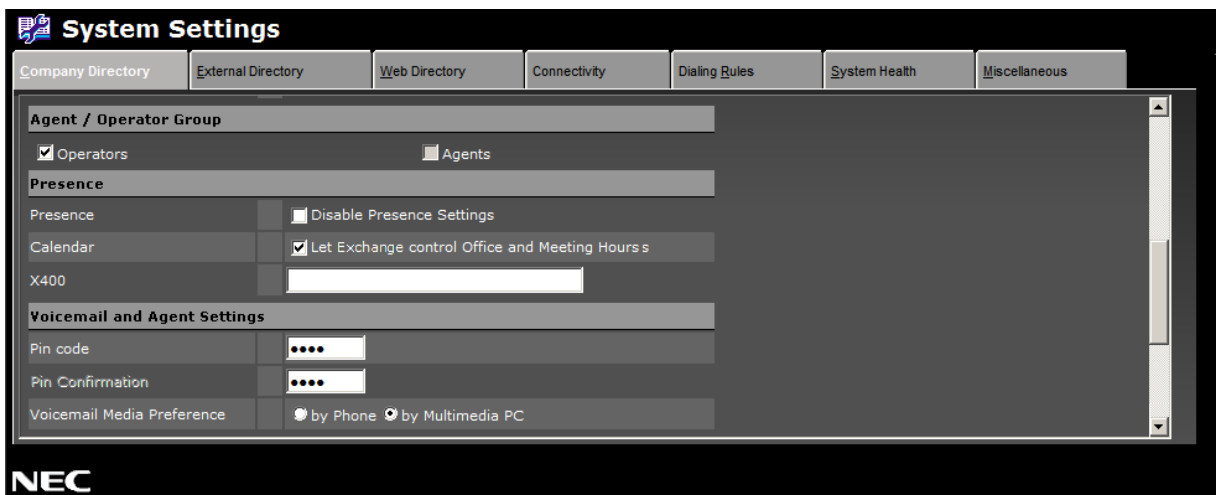 System Settings
Company Directory External Directory Web Directory Connectivity Dialing Rules System Health Miscellaneous
Agent / Operator Group
Operators Agents
Presence
Presence Disable Presence Settings
Calendar Let Exchange control Office and Meeting Hours s
X400
Voicemail and Agent Settings
Pin code ••••
Pin Confirmation ••••
Voicemail Media Preference by Phone by Multimedia PC
NEC